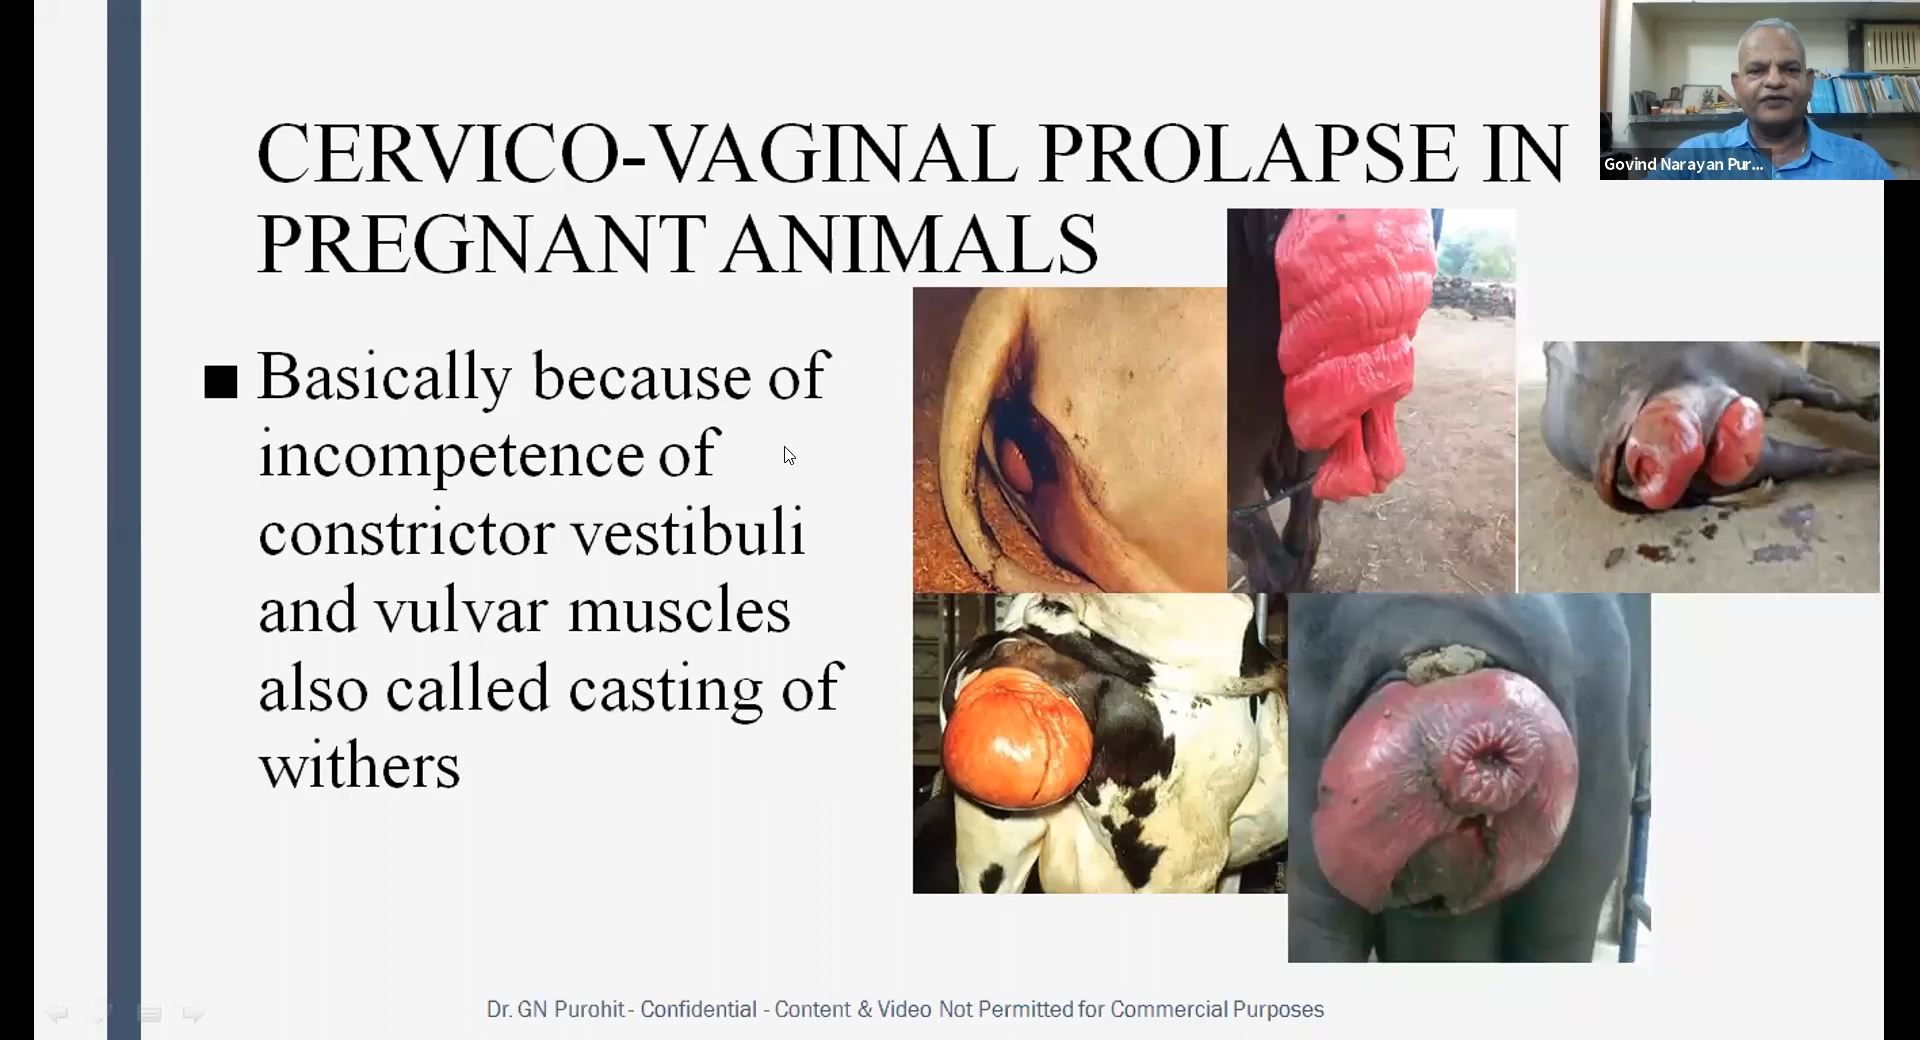 CERVICO-VAGINAL PROLAPSE IN
PREGNANT ANIMALS
Govind Narayan Pur...
■ Basically because of
incompetence of
constrictor vestibuli
and vulvar muscles
also called casting of
withers
Dr. GN Purohit - Confidential - Content & Video Not Permitted for Commercial Purposes